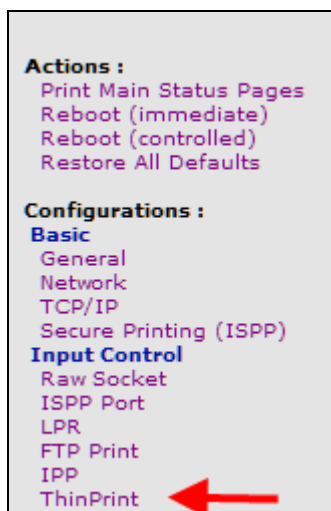 Actions :
Print Main Status Pages
Reboot (immediate)
Reboot (controlled)
Restore All Defaults
Configurations :
Basic
General
Network
TCP/IP
Secure Printing (ISPP)
Input Control
Raw Socket
ISPP Port
LPR
FTP Print
IPP
ThinPrint